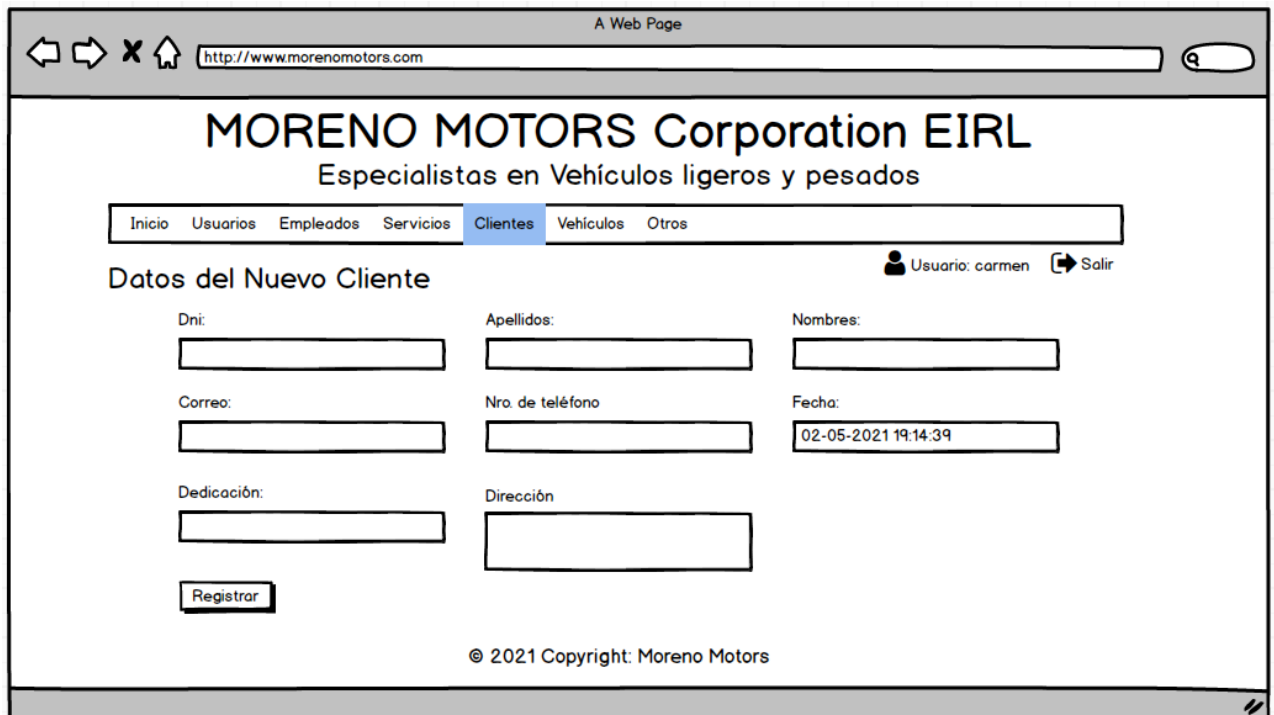 A Web Page
http://www.morenomotors.com
MORENO MOTORS Corporation EIRL
Especialistas en Vehículos ligeros y pesados
Inicio Usuarios Empleados Servicios Clientes Vehículos Otros
Usuario: carmen Salir
Datos del Nuevo Cliente
Dni: Apellidos: Nombres:
Correo: Nro. de teléfono Fecha:
02-05-2021 19:14:39
Dedicación: Dirección
Registrar
© 2021 Copyright: Moreno Motors